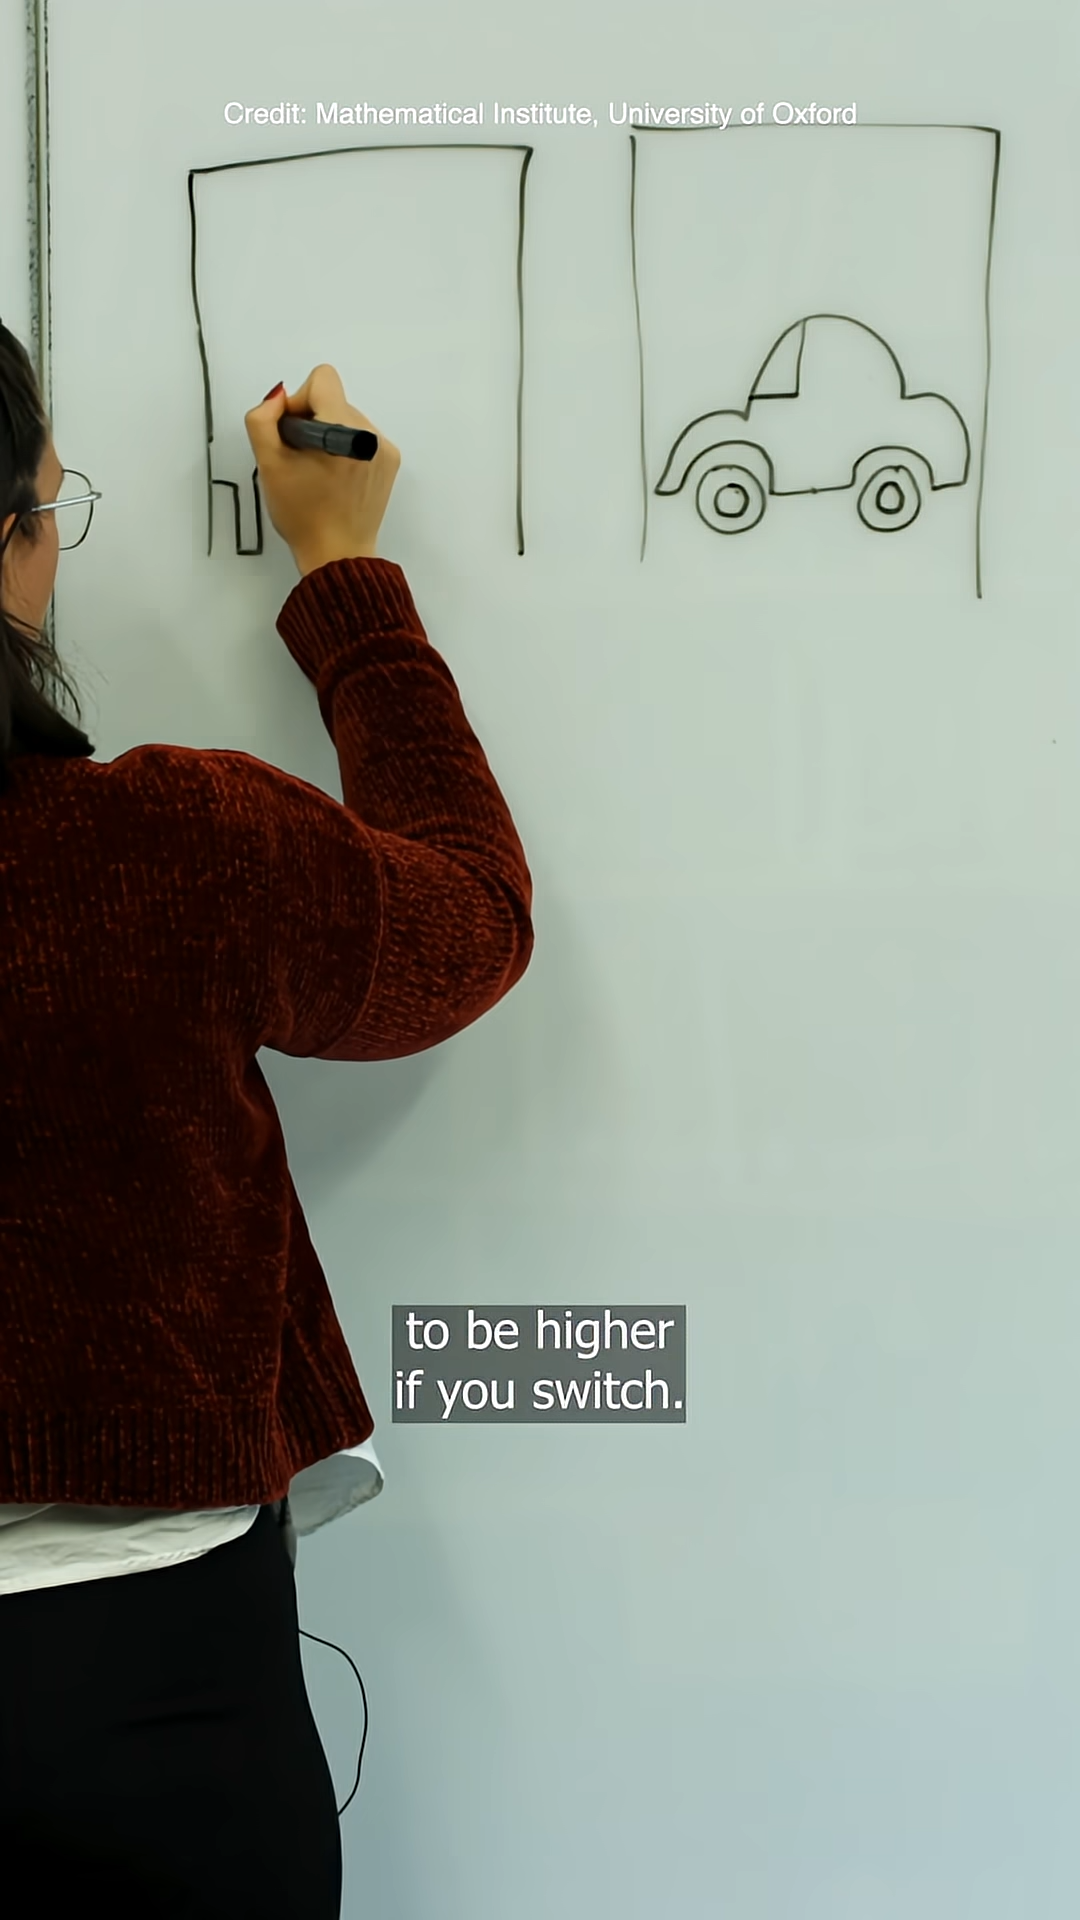 Credit: Mathematical Institute, University of Oxford
to be higher
if you switch.